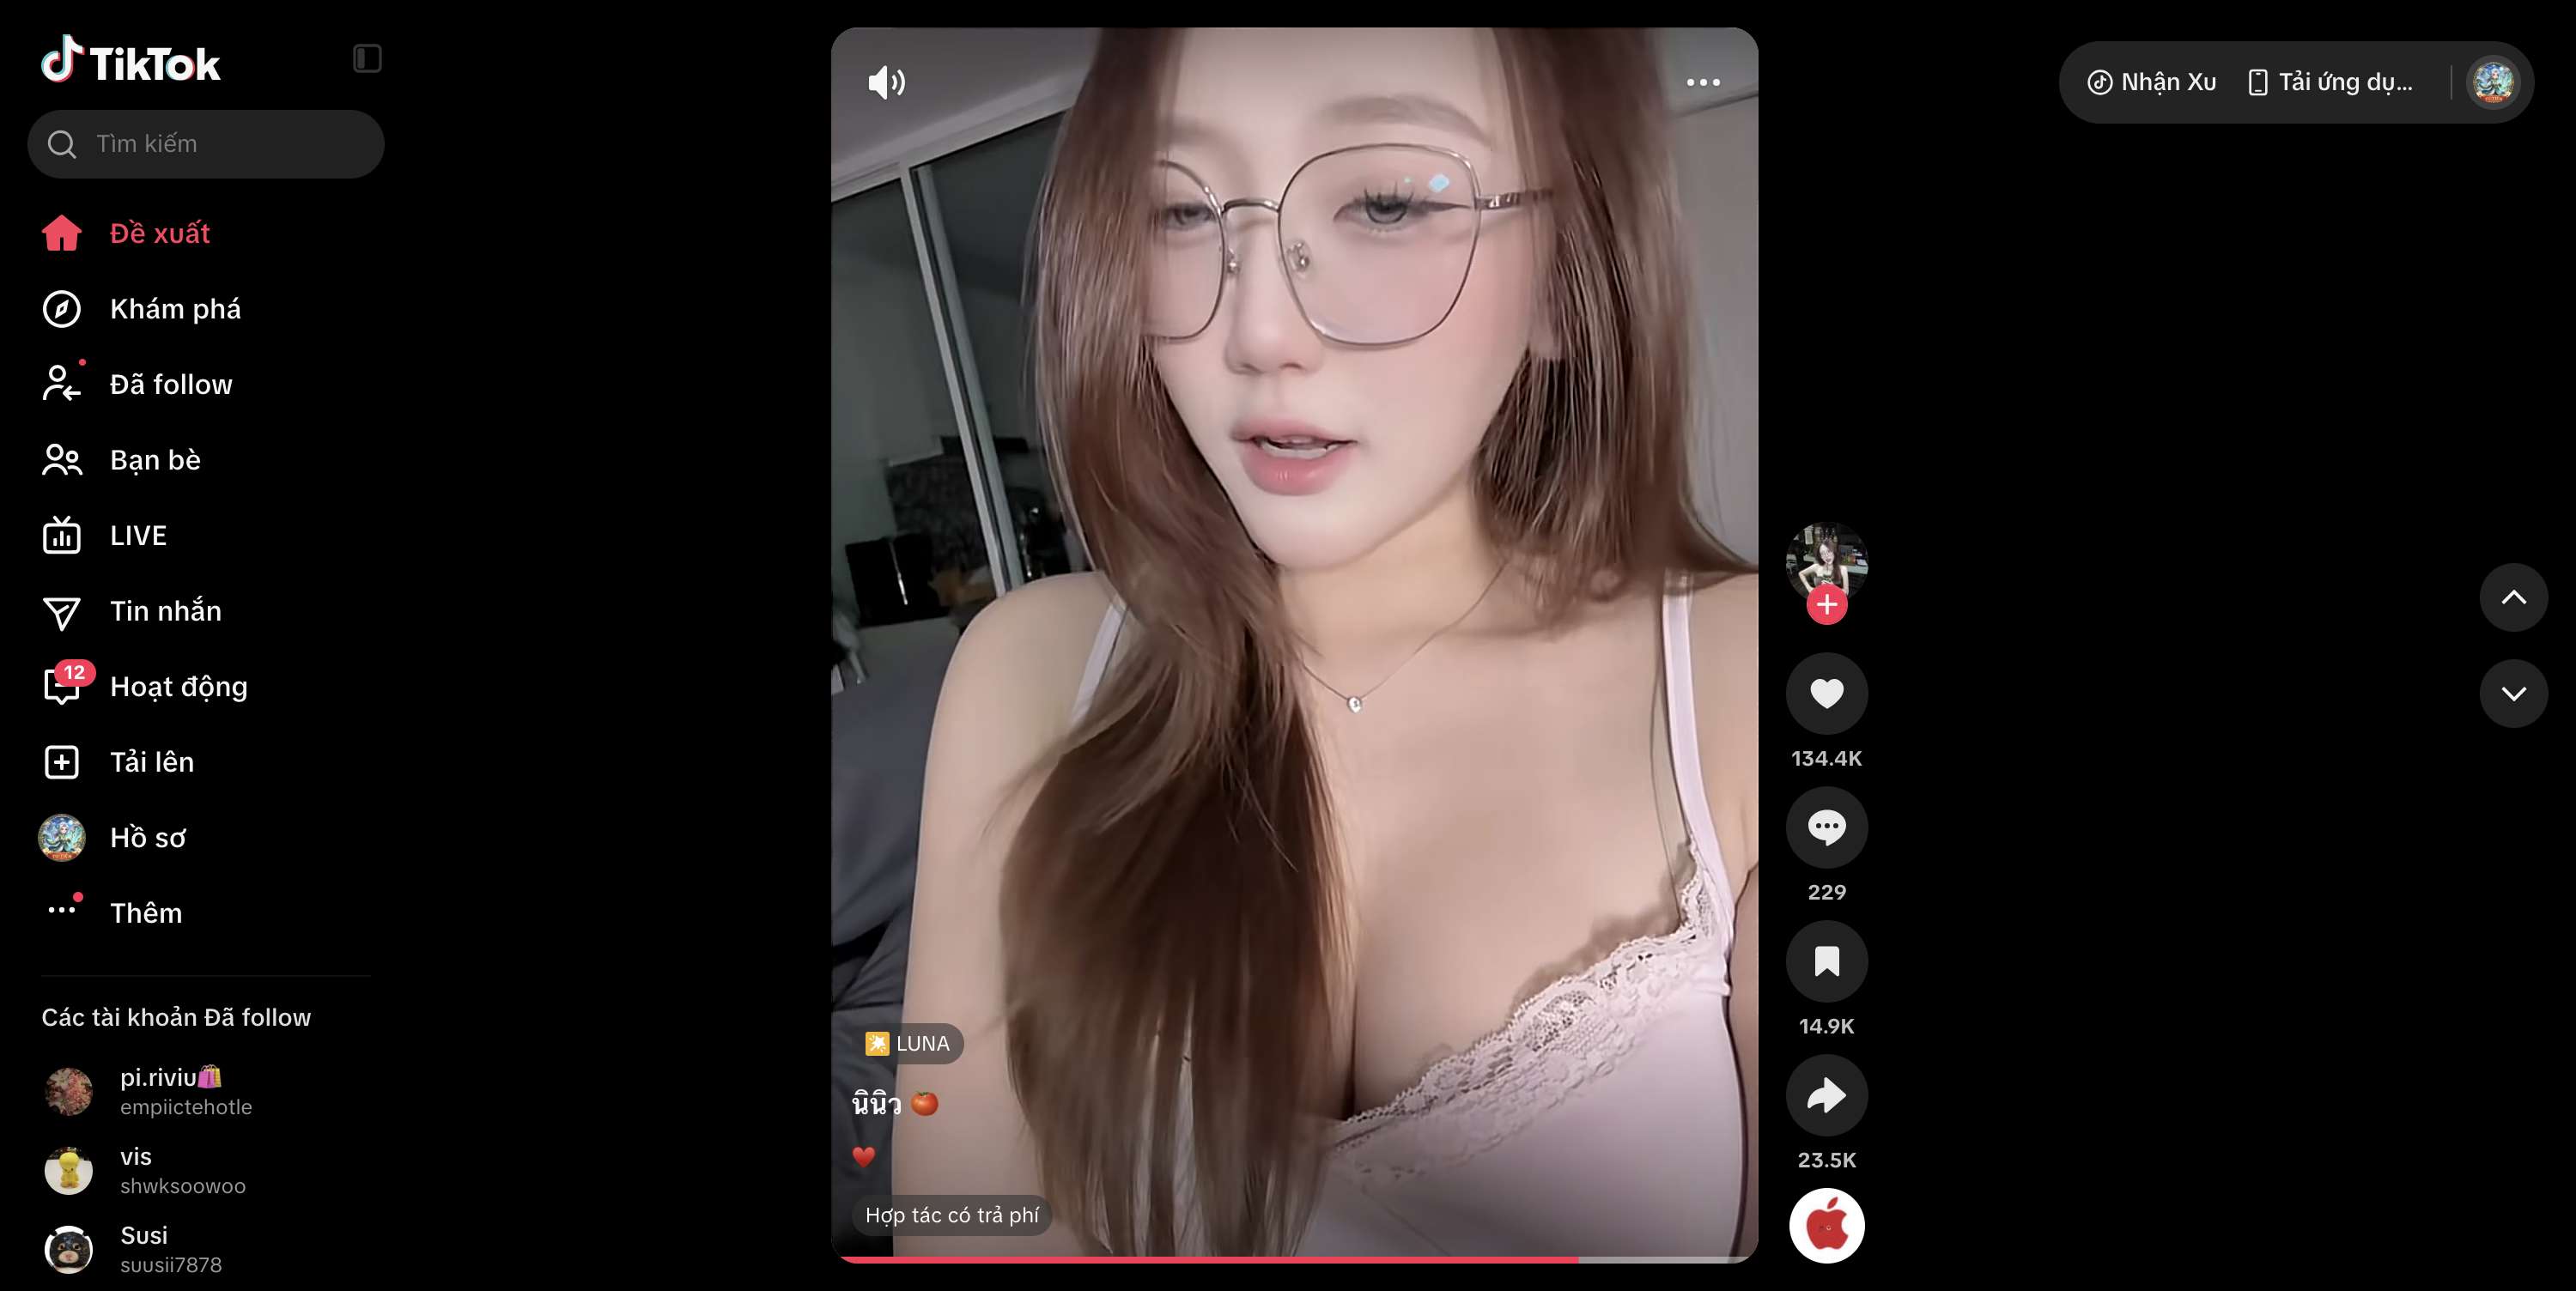 TikTok
Tìm kiếm
Đề xuất
Khám phá
Đã follow
Bạn bè
LIVE
Tin nhắn
12
Hoạt động
Tải lên
Hồ sơ
Thêm
Các tài khoản Đã follow
pi.riviu🛍️
empiictehotle
vis
shwksoowoo
Susi
suusii7878
LUNA
นินิว 🍅
❤️
Hợp tác có trả phí
134.4K
229
14.9K
23.5K
Nhận Xu
Tải ứng dụ...